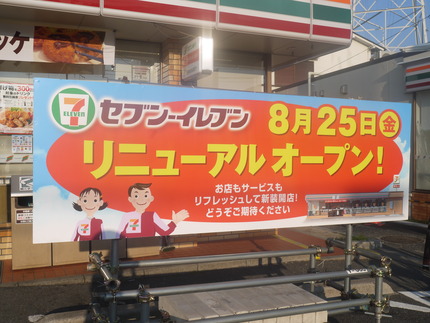 ッケ
7
ELEVEN
セブン-イレブン
8月25日(金)
リニューアルオープン!
お店もサービスも
リフレッシュして新装開店!
どうぞご期待ください